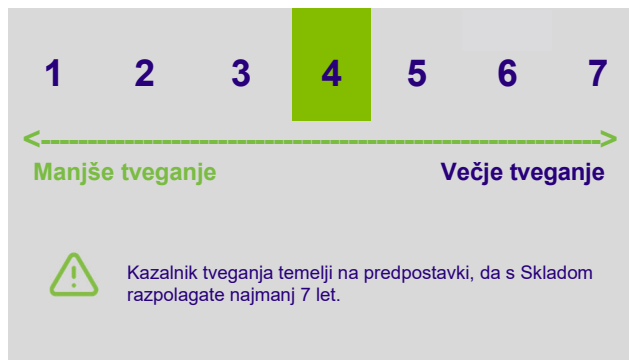 1 2 3 4 5 6 7
<-------------------------------------------------------------->
Manjše tveganje Večje tveganje
Kazalnik tveganja temelji na predpostavki, da s Skladom
razpolagate najmanj 7 let.